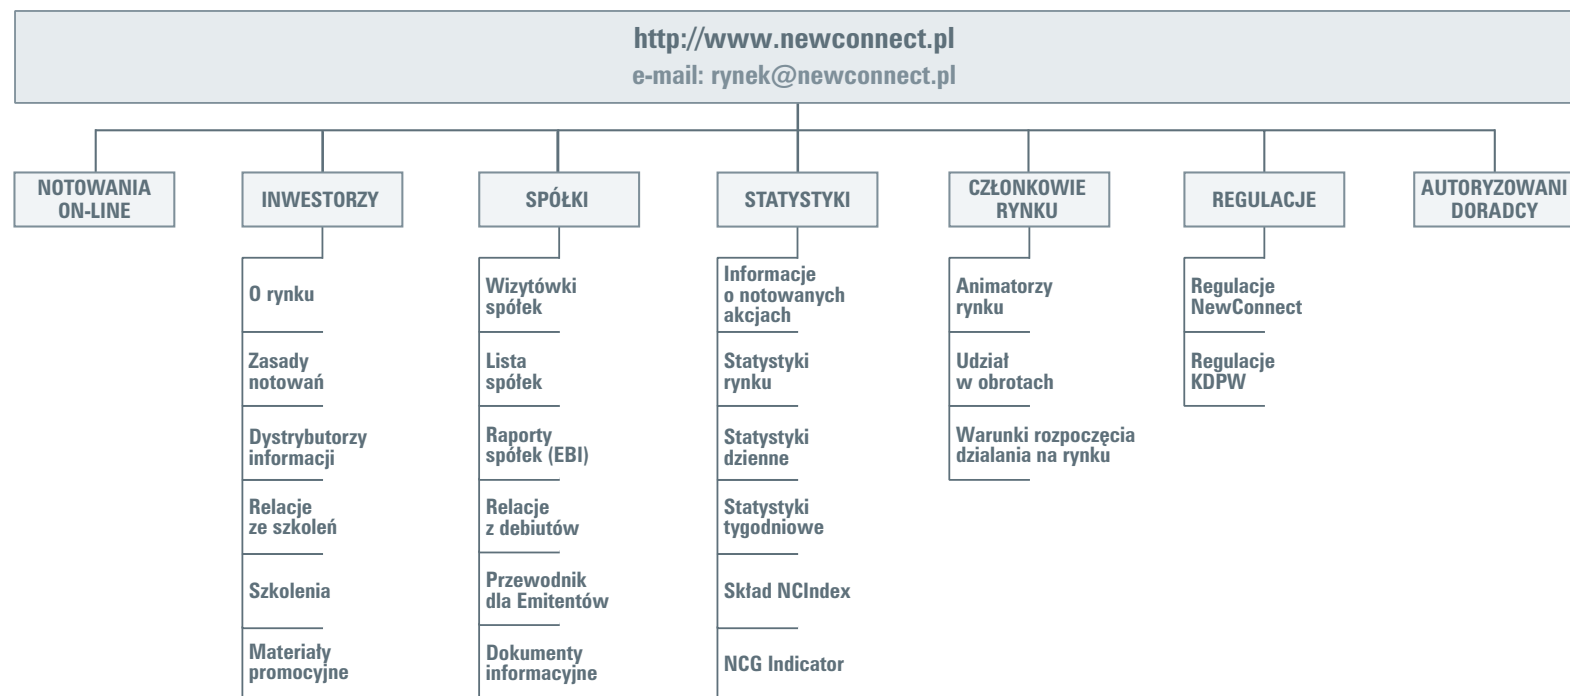 http://www.newconnect.pl
e-mail: rynek@newconnect.pl
NOTOWANIA
ON-LINE
INWESTORZY
SPÓŁKI
STATYSTYKI
CZŁONKOWIE
RYNKU
REGULACJE
AUTORYZOWANI
DORADCY
O rynku
Zasady
notowań
Dystrybutorzy
informacji
Relacje
ze szkoleń
Szkolenia
Materiały
promocyjne
Wizytówki
spółek
Lista
spółek
Raporty
spółek (EBI)
Relacje
z debiutów
Przewodnik
dla Emitentów
Dokumenty
informacyjne
Informacje
o notowanych
akcjach
Statystyki
rynku
Statystyki
dzienne
Statystyki
tygodniowe
Skład NCIndex
NCG Indicator
Animatorzy
rynku
Udział
w obrotach
Warunki rozpoczęcia
dzialania na rynku
Regulacje
NewConnect
Regulacje
KDPW